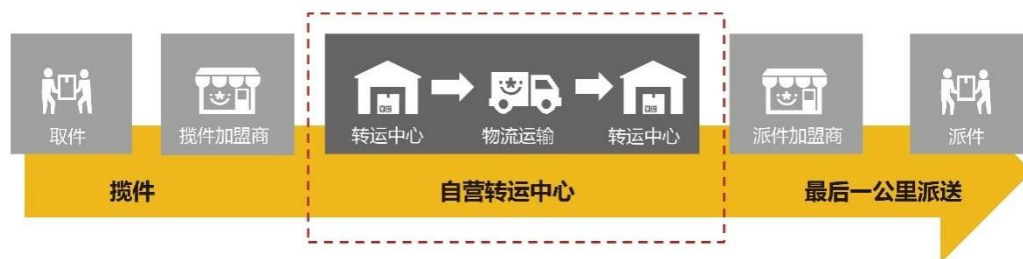 取件
揽件加盟商
转运中心
物流运输
转运中心
派件加盟商
派件
揽件
自营转运中心
最后一公里派送